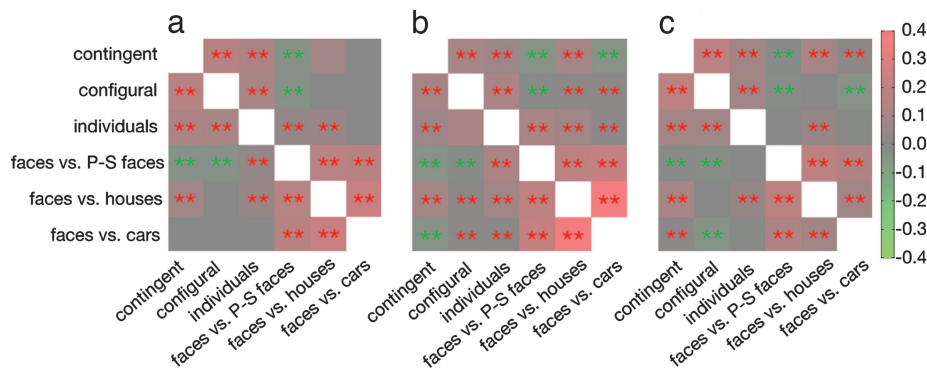 a b c
contingent ** ** ** ** ** ** ** ** ** ** ** ** ** 0.4
configural ** ** ** ** ** ** ** ** ** ** ** ** 0.3
individuals ** ** ** ** ** ** ** ** ** ** ** 0.2
faces vs. P-S faces ** ** ** ** ** ** ** ** ** ** ** ** ** ** 0.1
faces vs. houses ** ** ** ** ** ** ** ** ** ** ** ** ** 0.0
faces vs. cars ** ** ** ** ** ** ** ** ** ** ** -0.1
-0.2
-0.3
-0.4
contingent
configural
individuals
faces vs. P-S faces
faces vs. houses
faces vs. cars
contingent
configural
individuals
faces vs. P-S faces
faces vs. houses
faces vs. cars
contingent
configural
individuals
faces vs. P-S faces
faces vs. houses
faces vs. cars